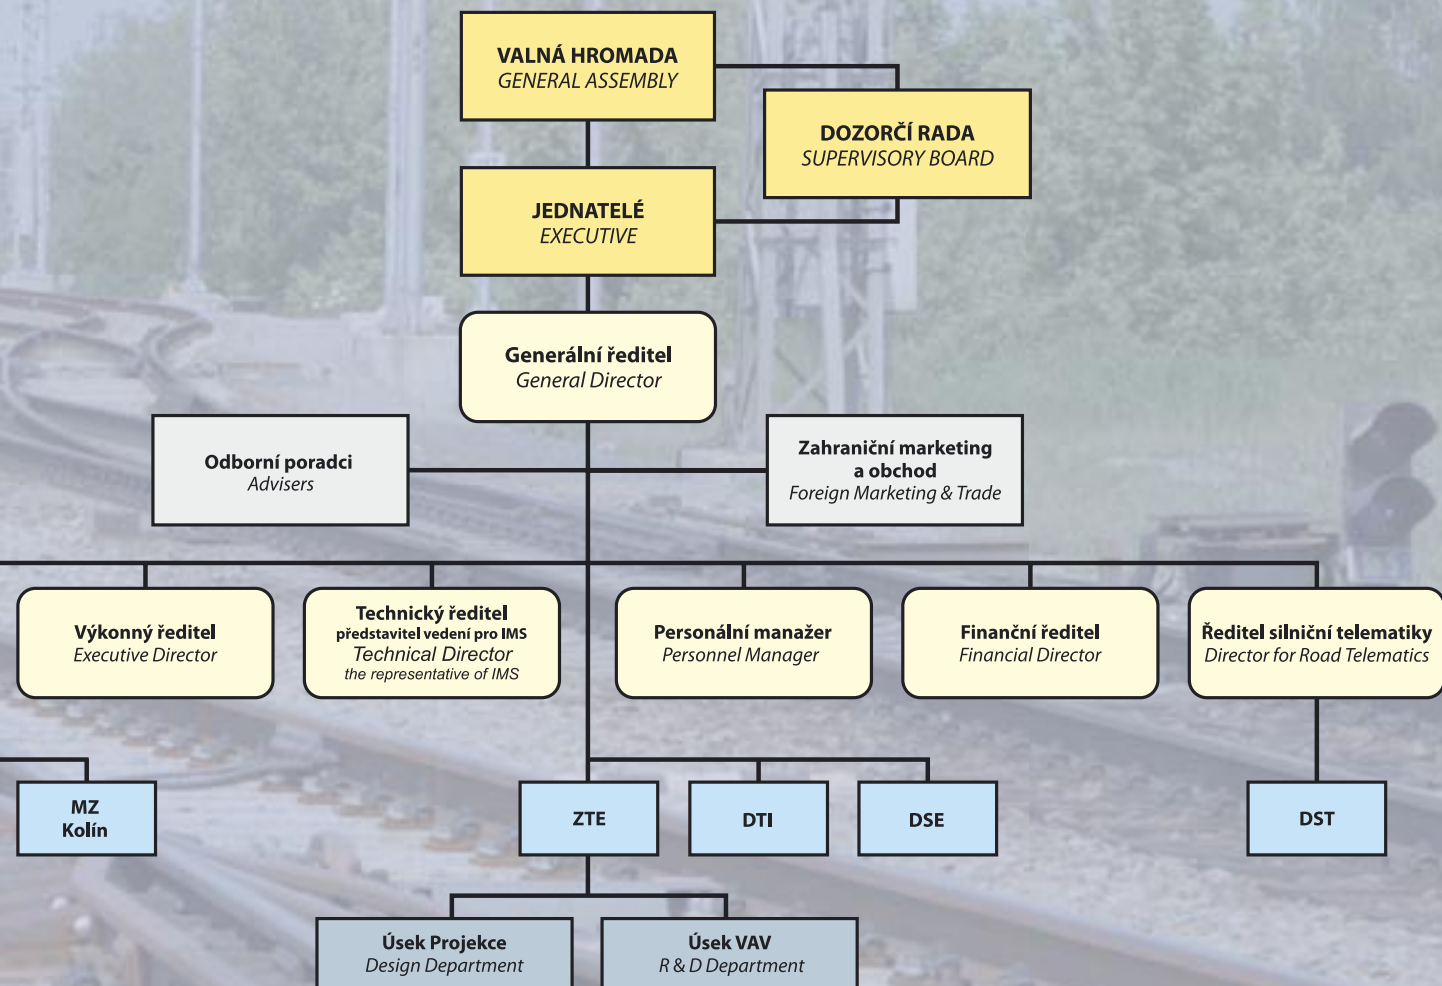 VALNÁ HROMADA
GENERAL ASSEMBLY
DOZORČÍ RADA
SUPERVISORY BOARD
JEDNATELÉ
EXECUTIVE
Generální ředitel
General Director
Odborní poradci
Advisers
Zahraniční marketing
a obchod
Foreign Marketing & Trade
Výkonný ředitel
Executive Director
Technický ředitel
představitel vedení pro IMS
Technical Director
the representative of IMS
Personální manažer
Personnel Manager
Finanční ředitel
Financial Director
Ředitel silniční telematiky
Director for Road Telematics
MZ
Kolín
ZTE
DTI
DSE
DST
Úsek Projekce
Design Department
Úsek VAV
R & D Department